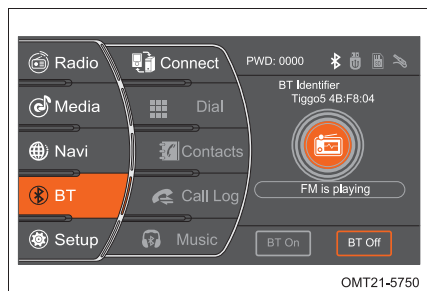 Radio
Media
Navi
BT
Setup
Connect
Dial
Contacts
Call Log
Music
PWD: 0000
BT Identifier
Tiggo5 4B:F8:04
FM is playing
BT On
BT Off
OMT21-5750